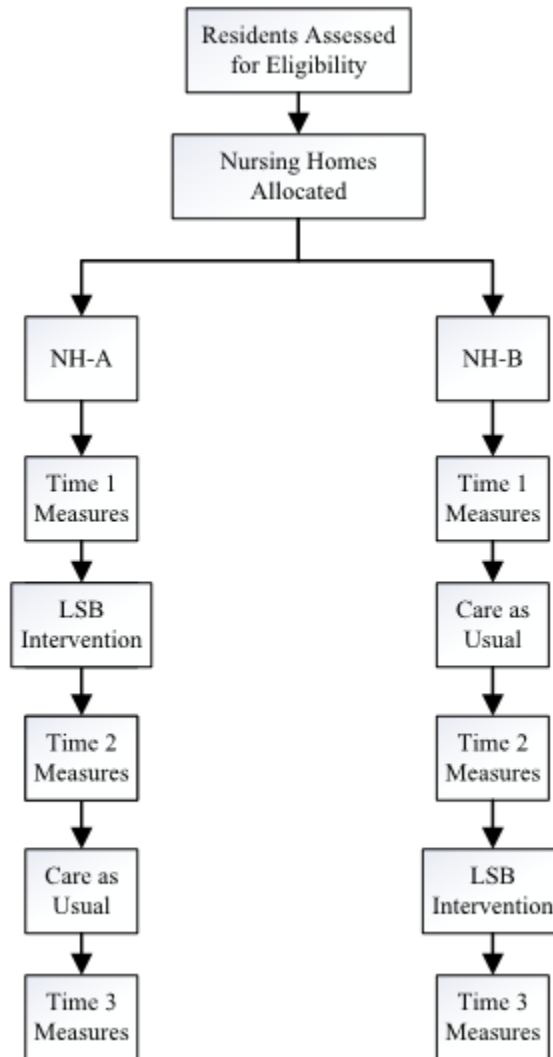 Residents Assessed
for Eligibility
Nursing Homes
Allocated
NH-A
NH-B
Time 1
Measures
Time 1
Measures
LSB
Intervention
Care as
Usual
Time 2
Measures
Time 2
Measures
Care as
Usual
LSB
Intervention
Time 3
Measures
Time 3
Measures